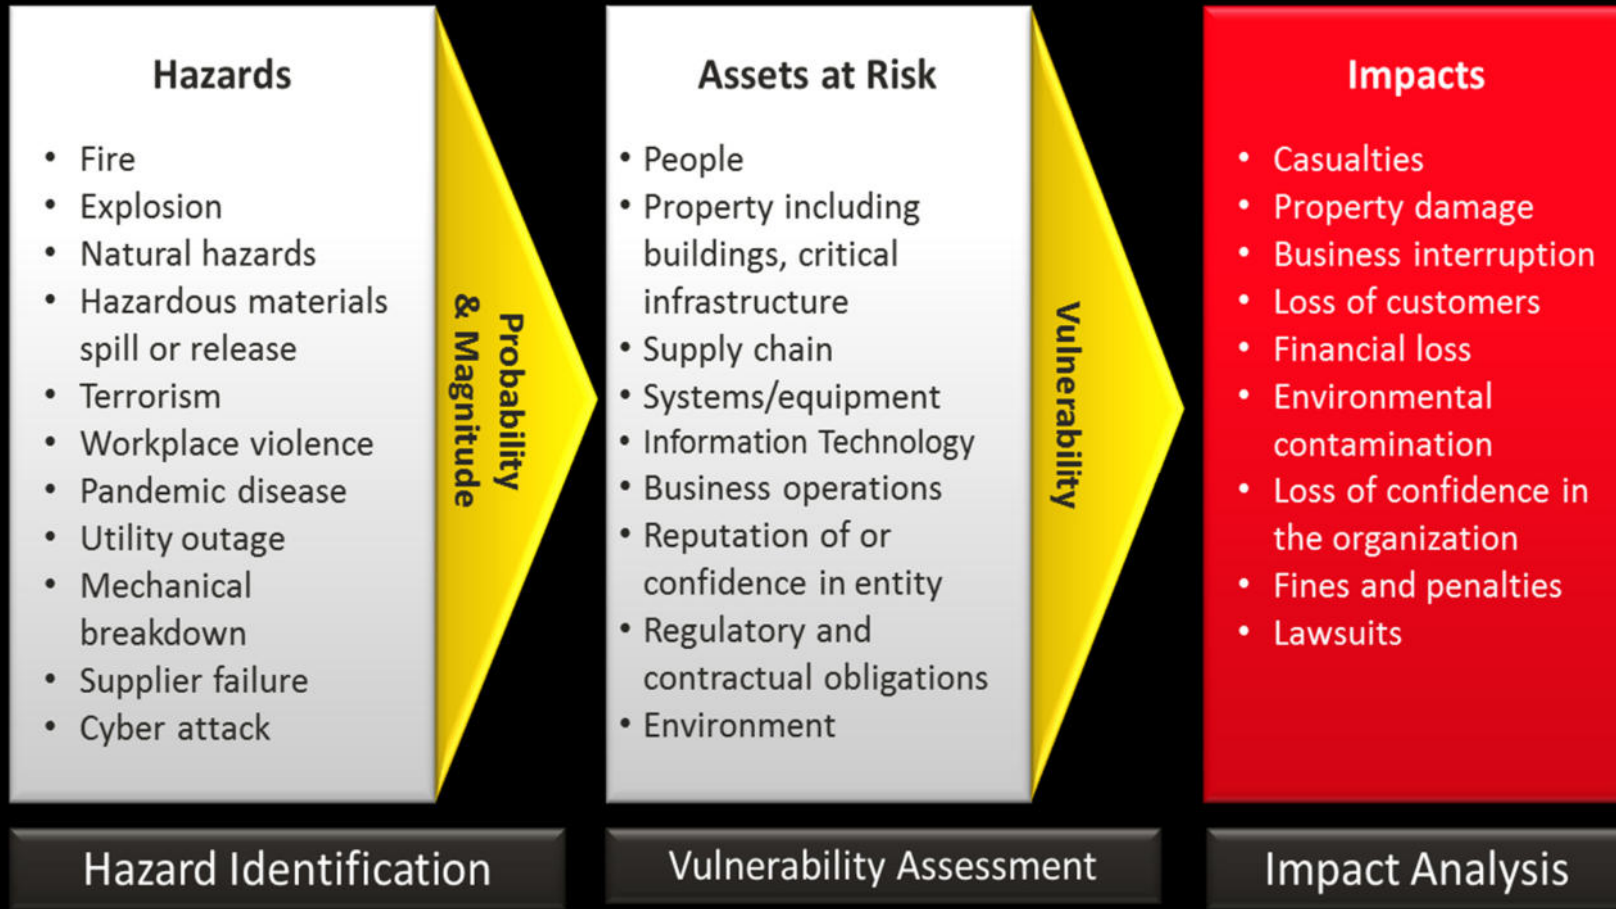 Hazards
• Fire
• Explosion
• Natural hazards
• Hazardous materials
spill or release
• Terrorism
• Workplace violence
• Pandemic disease
• Utility outage
• Mechanical
breakdown
• Supplier failure
• Cyber attack
Probability
& Magnitude
Assets at Risk
• People
• Property including
buildings, critical
infrastructure
• Supply chain
• Systems/equipment
• Information Technology
• Business operations
• Reputation of or
confidence in entity
• Regulatory and
contractual obligations
• Environment
Vulnerability
Impacts
• Casualties
• Property damage
• Business interruption
• Loss of customers
• Financial loss
• Environmental
contamination
• Loss of confidence in
the organization
• Fines and penalties
• Lawsuits
Hazard Identification
Vulnerability Assessment
Impact Analysis